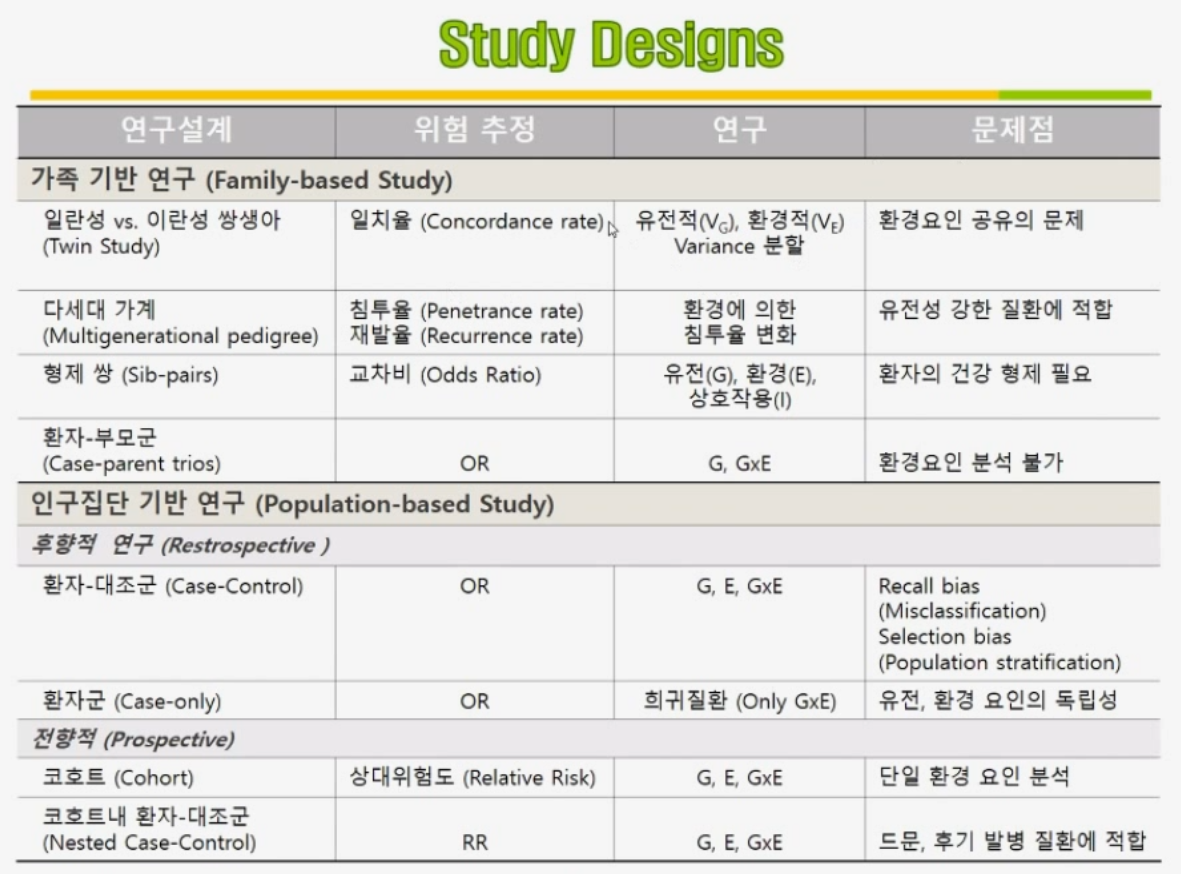 Study Designs
연구설계 위험 추정 연구 문제점
가족 기반 연구 (Family-based Study)
일란성 vs. 이란성 쌍생아 일치율 (Concordance rate) 유전적(VG), 환경적(VE) 환경요인 공유의 문제
(Twin Study) Variance 분할
다세대 가계 침투율 (Penetrance rate) 환경에 의한 유전성 강한 질환에 적합
(Multigenerational pedigree) 재발율 (Recurrence rate) 침투율 변화
형제 쌍 (Sib-pairs) 교차비 (Odds Ratio) 유전(G), 환경(E), 환자의 건강 형제 필요
상호작용(I)
환자-부모군
(Case-parent trios) OR G, GxE 환경요인 분석 불가
인구집단 기반 연구 (Population-based Study)
후향적 연구 (Restrospective )
환자-대조군 (Case-Control) OR G, E, GxE Recall bias
(Misclassification)
Selection bias
(Population stratification)
환자군 (Case-only) OR 희귀질환 (Only GxE) 유전, 환경 요인의 독립성
전향적 (Prospective)
코호트 (Cohort) 상대위험도 (Relative Risk) G, E, GxE 단일 환경 요인 분석
코호트내 환자-대조군
(Nested Case-Control) RR G, E, GxE 드문, 후기 발병 질환에 적합